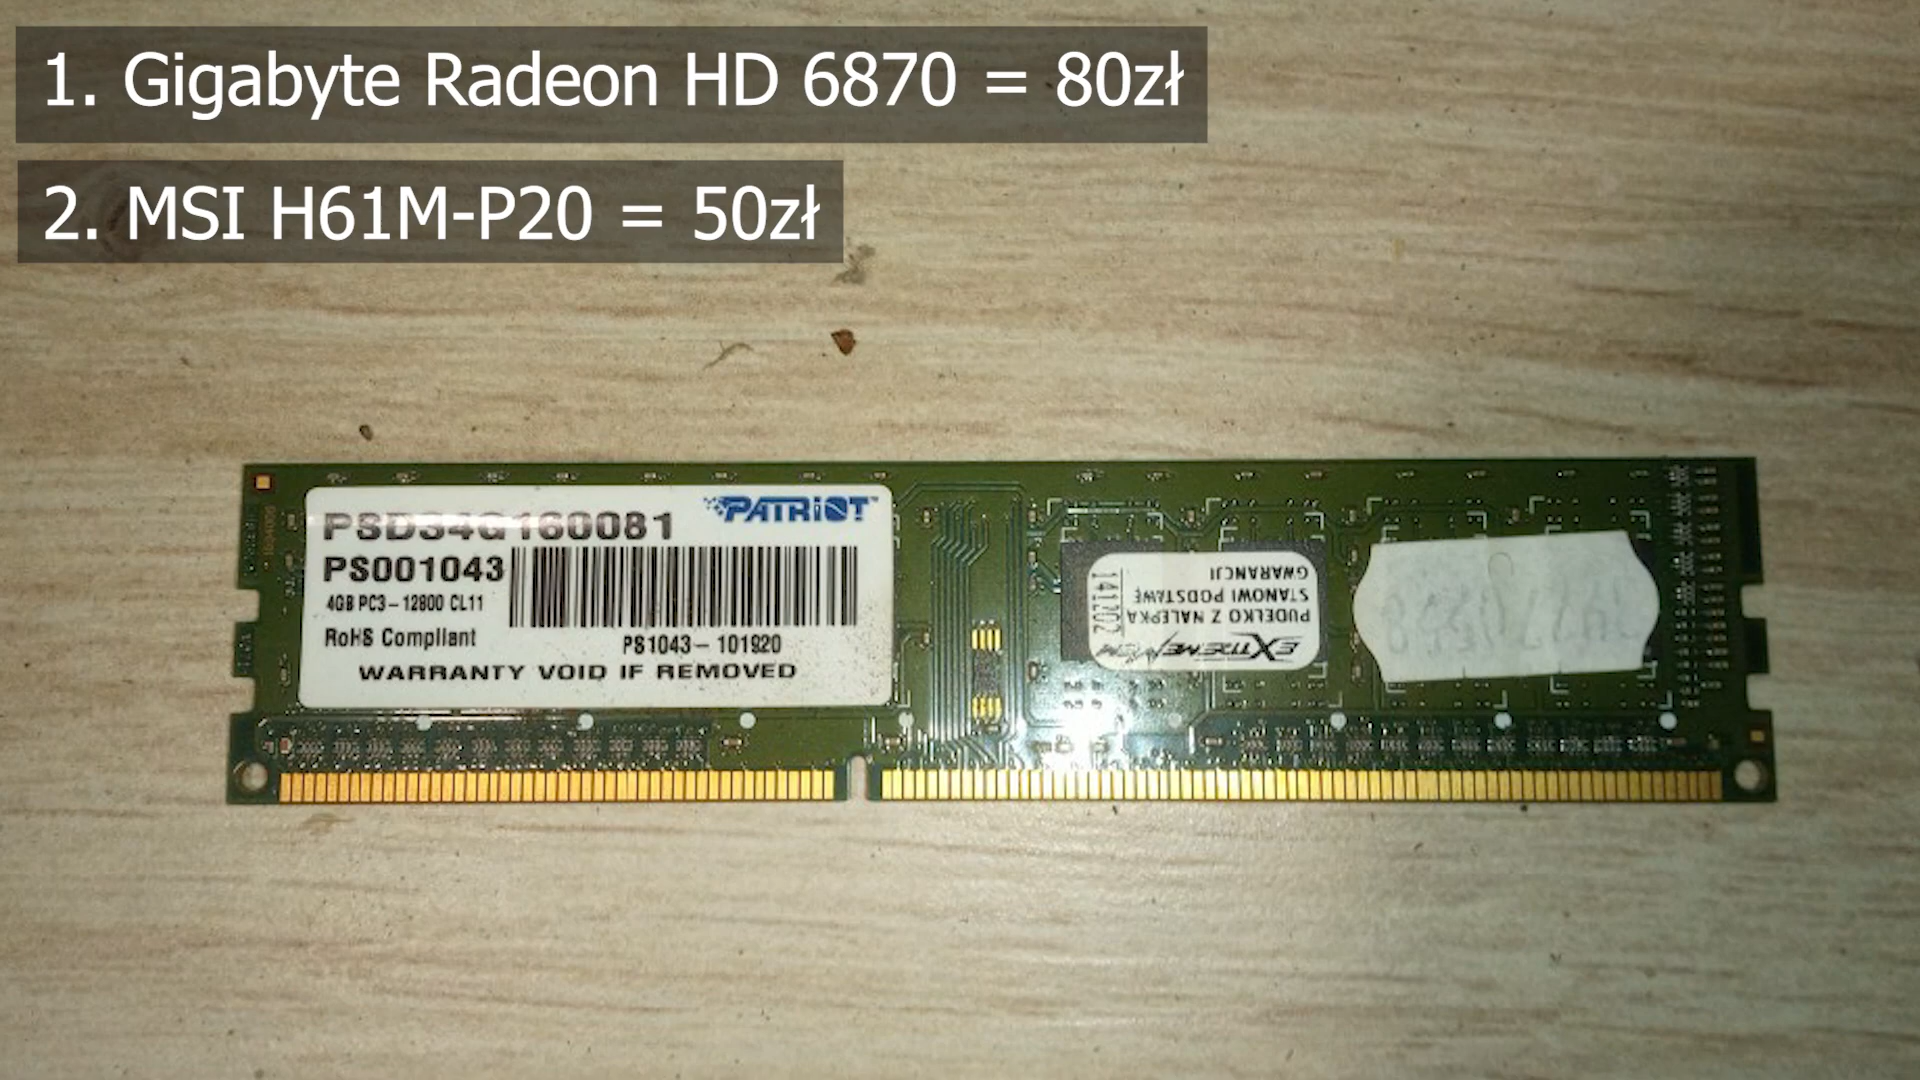 1. Gigabyte Radeon HD 6870 = 80zł
2. MSI H61M-P20 = 50zł
PATRIOT
PSD34G160081
PS001043
4GB PC3-12800 CL11
RoHS Compliant
PS1043-101920
WARRANTY VOID IF REMOVED
EXTREMEMEM
PUDEŁKO Z NALEPKĄ
STANOWI PODSTAWĘ
GWARANCJI
141202